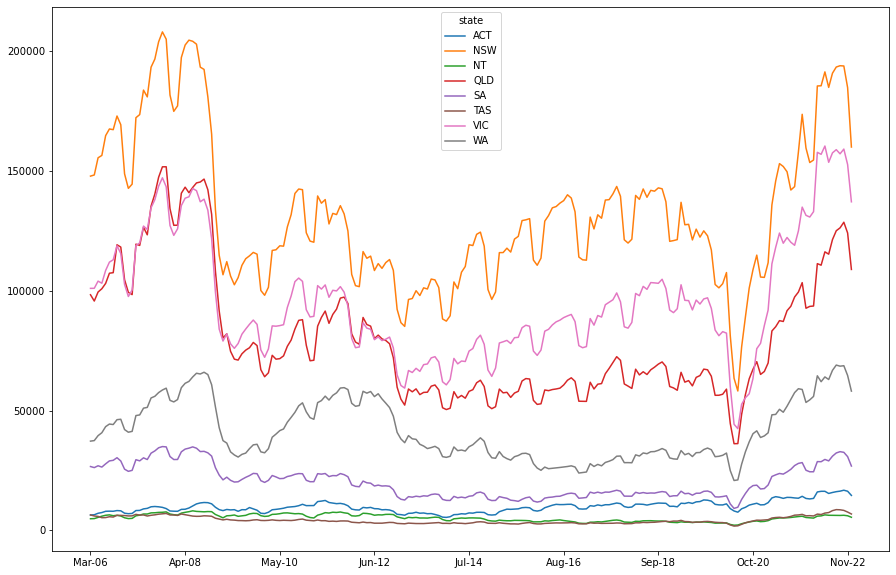 state
ACT
NSW
NT
QLD
SA
TAS
VIC
WA
200000
150000
100000
50000
0
Mar-06 Apr-08 May-10 Jun-12 Jul-14 Aug-16 Sep-18 Oct-20 Nov-22